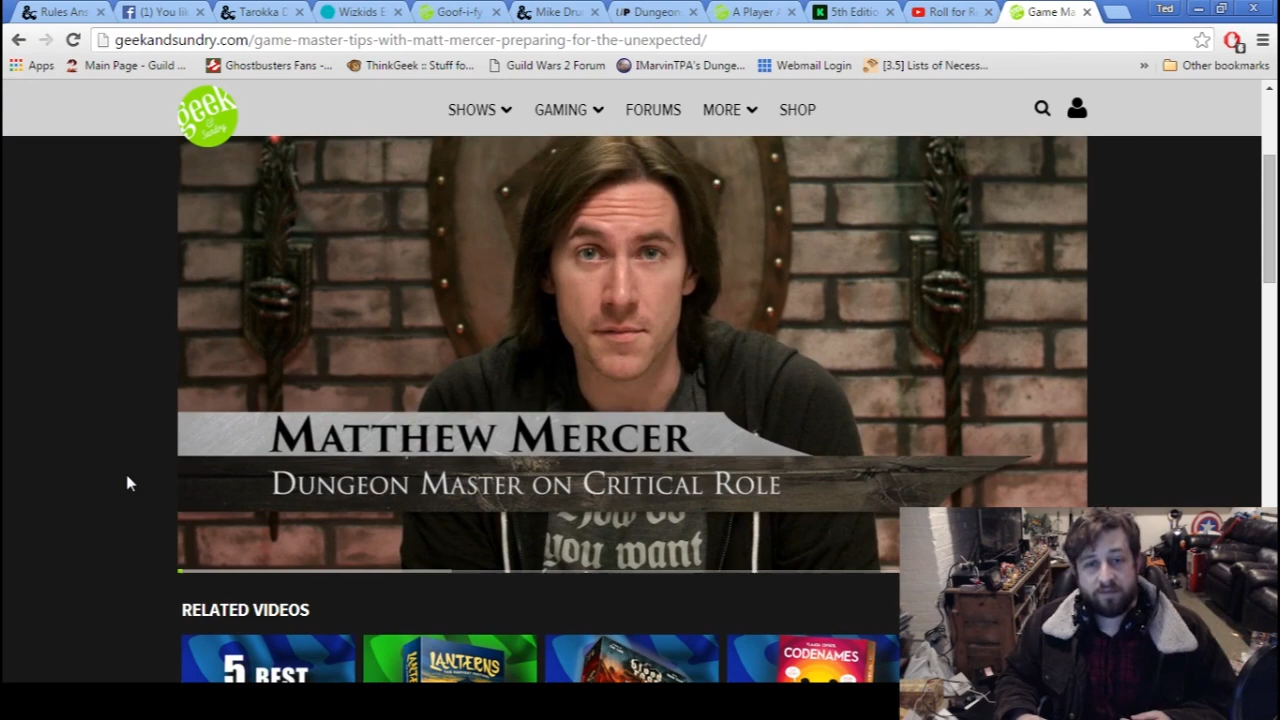 Rules Ans
(1) You lik
Tarokka D
Wizkids E
Goof-i-fy
Mike Dru
Dungeon
A Player A
5th Editio
Roll for R
Game Ma
Ted
geekandsundry.com/game-master-tips-with-matt-mercer-preparing-for-the-unexpected/
Apps
Main Page - Guild ...
Ghostbusters Fans -...
ThinkGeek :: Stuff fo...
Guild Wars 2 Forum
IMarvinTPA's Dunge...
Webmail Login
[3.5] Lists of Necess...
»
Other bookmarks
geek
& Sundry
SHOWS
GAMING
FORUMS
MORE
SHOP
MATTHEW MERCER
DUNGEON MASTER ON CRITICAL ROLE
you want
RELATED VIDEOS
5 BEST
LANTERNS
CODENAMES